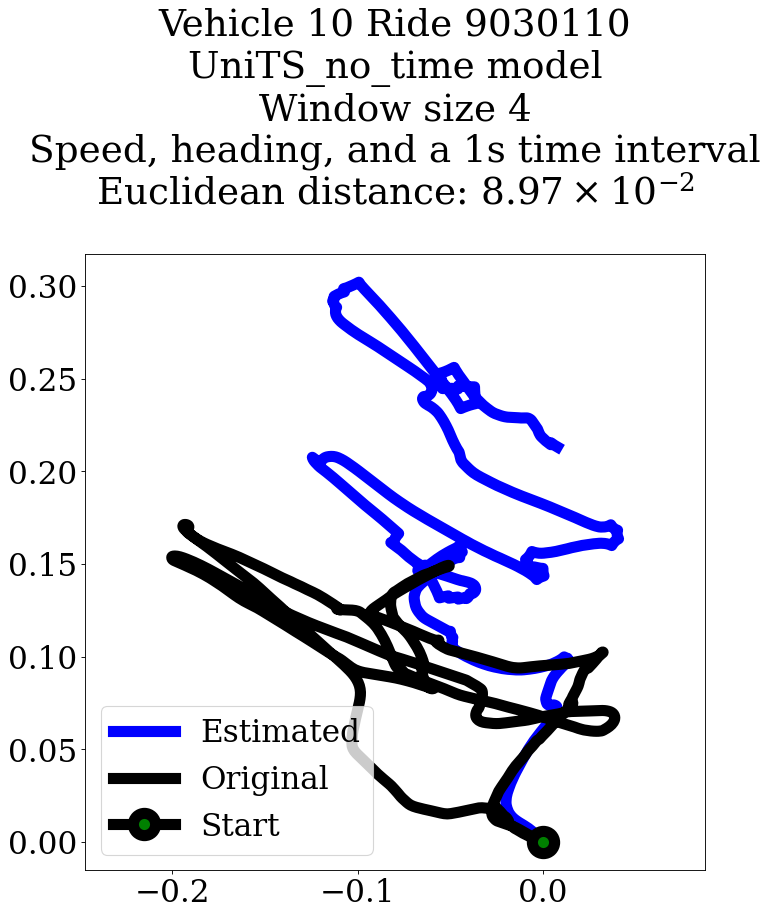 Vehicle 10 Ride 9030110
UniTS_no_time model
Window size 4
Speed, heading, and a 1s time interval
Euclidean distance: 8.97 × 10⁻²
0.30
0.25
0.20
0.15
0.10
0.05
0.00
Estimated
Original
Start
−0.2
−0.1
0.0